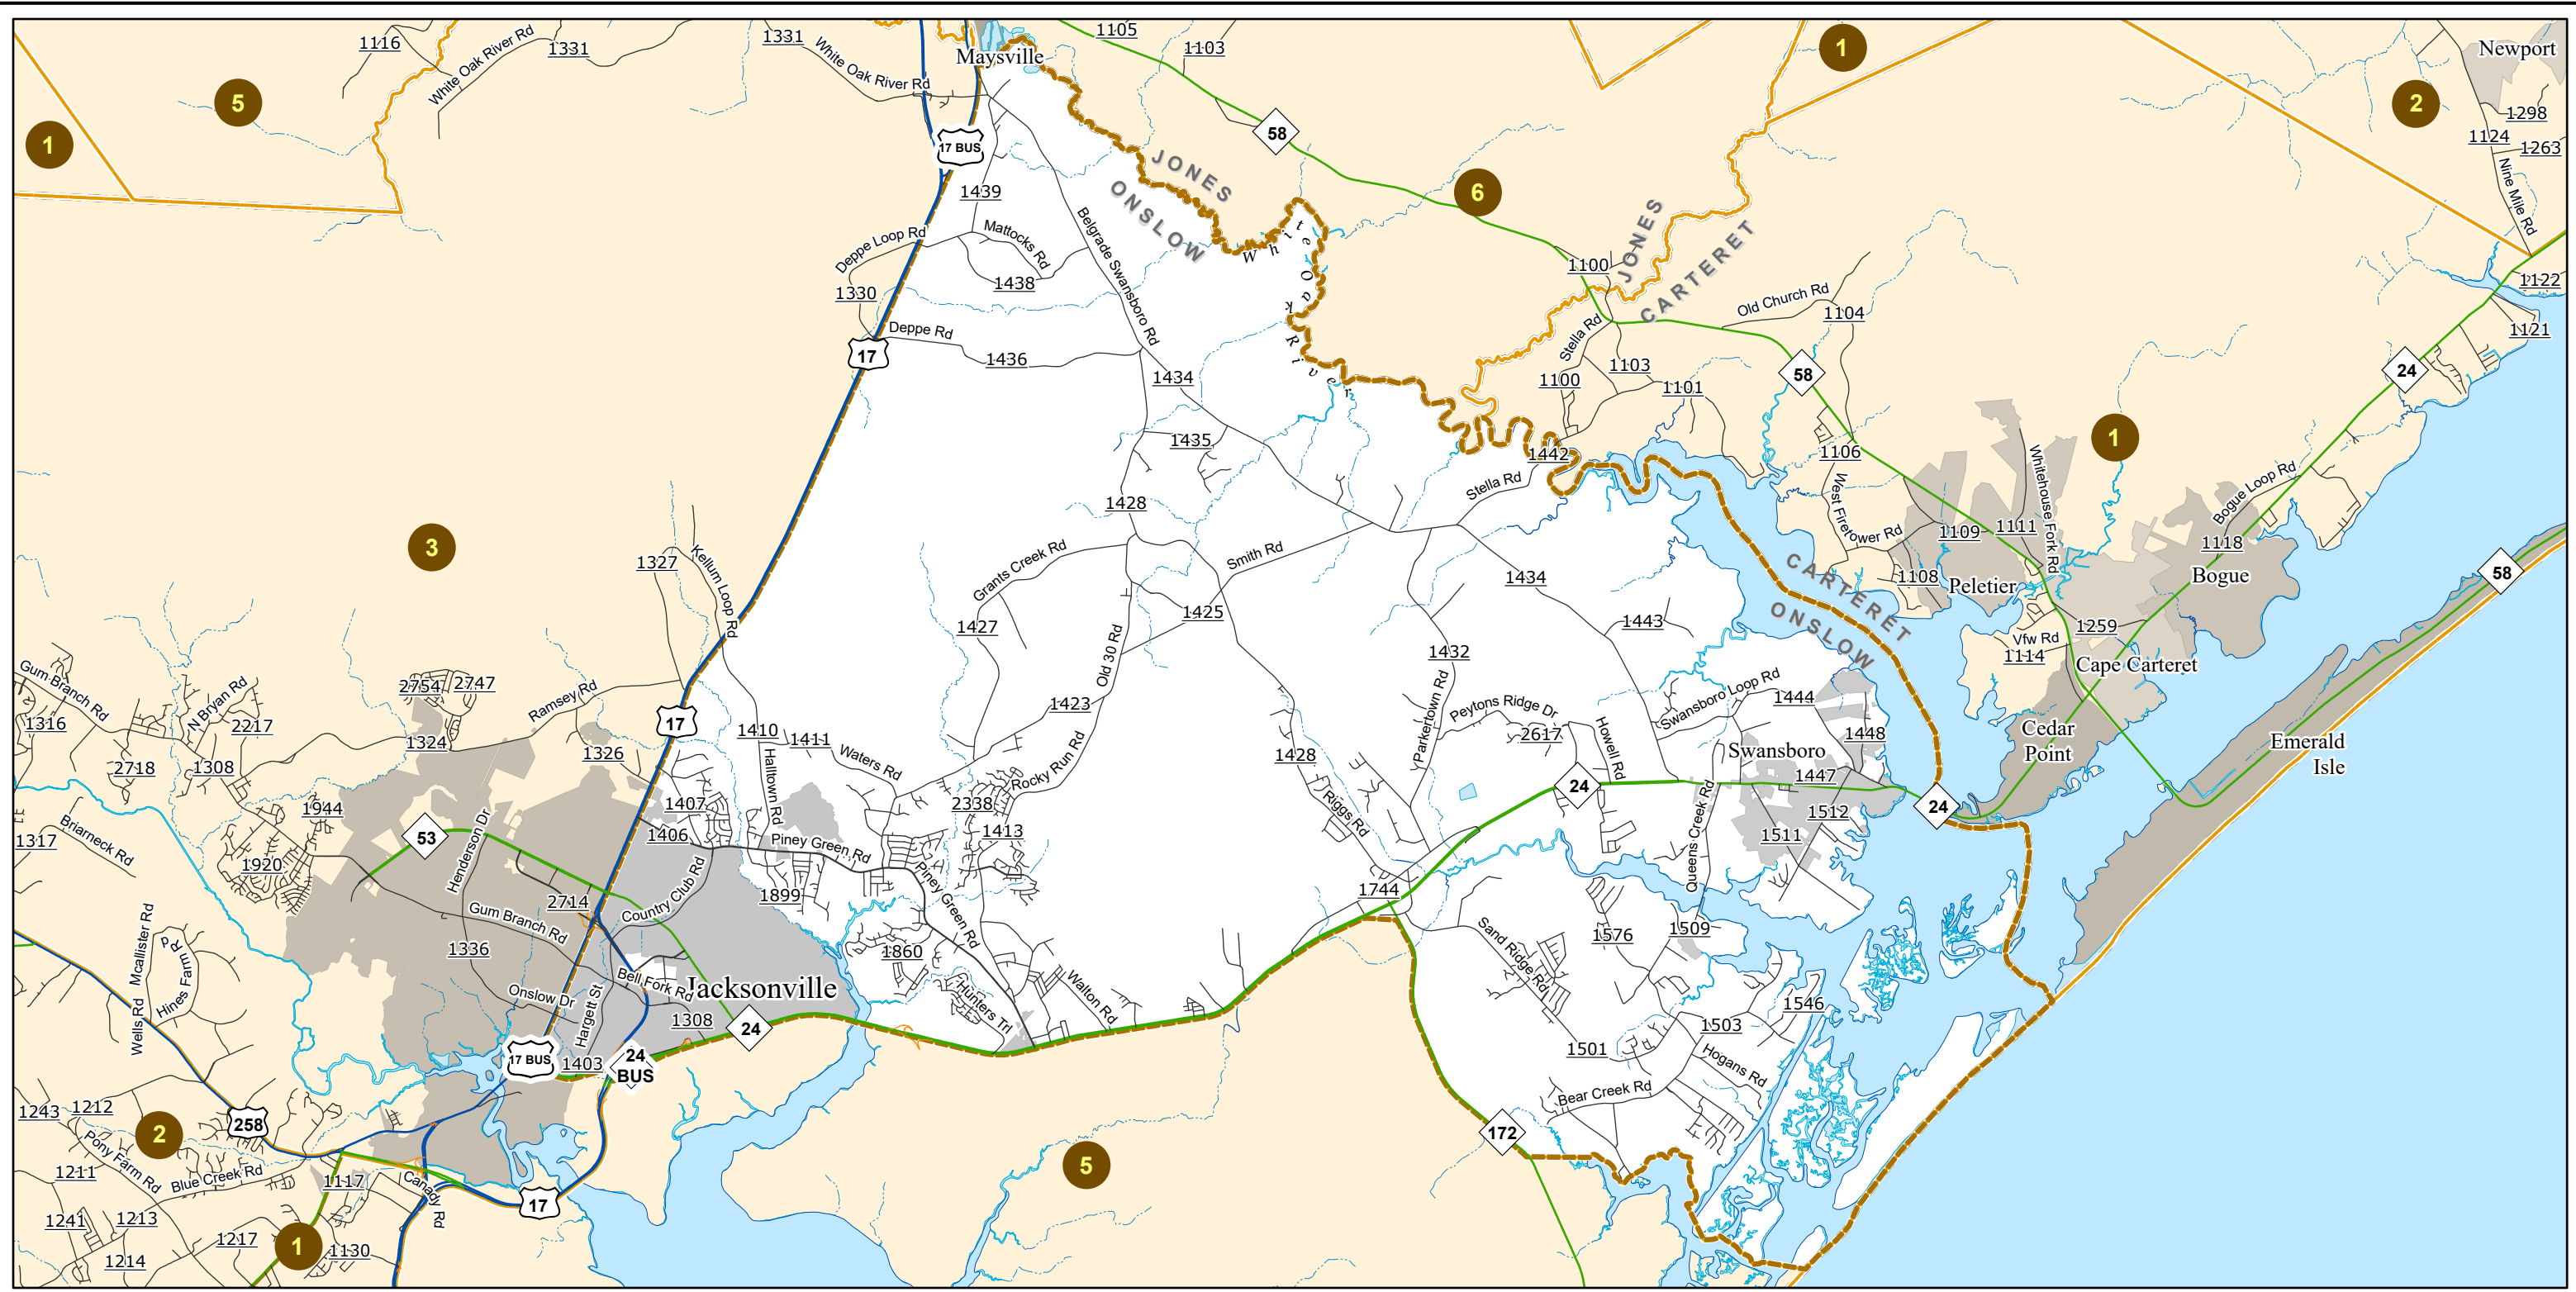 1116
White Oak River Rd
1331
1331
White Oak River Rd
Maysville
1105
1103
1
Newport
5
1
58
17 BUS
2
1298
1124
1263
Nine Mile Rd
JONES
ONSLOW
6
1439
Mattocks Rd
Deppe Loop Rd
1438
1330
Belgrade Swansboro Rd
White Oak River
JONES
CARTERET
1100
Old Church Rd
1104
1122
1121
Deppe Rd
17
1436
1434
Stella Rd
1103
1100
1101
58
24
1
1435
1442
1106
Stella Rd
West Firetower Rd
Whitehouse Fork Rd
Bogue Loop Rd
1428
1109
1111
1118
Bogue
58
3
1327
Kellum Loop Rd
Grants Creek Rd
Smith Rd
1434
CARTERET
ONSLOW
1108
Peletier
1427
1425
1443
1259
Vfw Rd
1114
Cape Carteret
Old 30 Rd
1432
Gum Branch Rd
1316
N Bryan Rd
2217
2754
2747
Ramsey Rd
17
1423
Parkertown Rd
Peytons Ridge Dr
2617
Howell Rd
Swansboro Loop Rd
1444
1448
Cedar
Point
Emerald
Isle
1324
1326
1410
1411
Waters Rd
Halltown Rd
Rocky Run Rd
1428
Swansboro
1447
2718
1308
1944
1407
1406
2338
1413
Riggs Rd
24
Queens Creek Rd
1512
1511
24
1317
Briarneck Rd
53
Henderson Dr
1920
Piney Green Rd
Country Club Rd
1899
Piney Green Rd
1744
2714
Gum Branch Rd
1336
Mcallister Rd
Hines Farm Rd
Wells Rd
1860
Hunters Trl
Walton Rd
Sand Ridge Rd
1576
1509
1546
1503
Bell Fork Rd
Jacksonville
Onslow Dr
Hargett St
1308
24
17 BUS
1403
24
BUS
1501
Hogans Rd
Bear Creek Rd
172
1243
1212
258
2
Pony Farm Rd
1211
Blue Creek Rd
1117
Canady Rd
17
5
1241
1213
1217
1
1130
1214